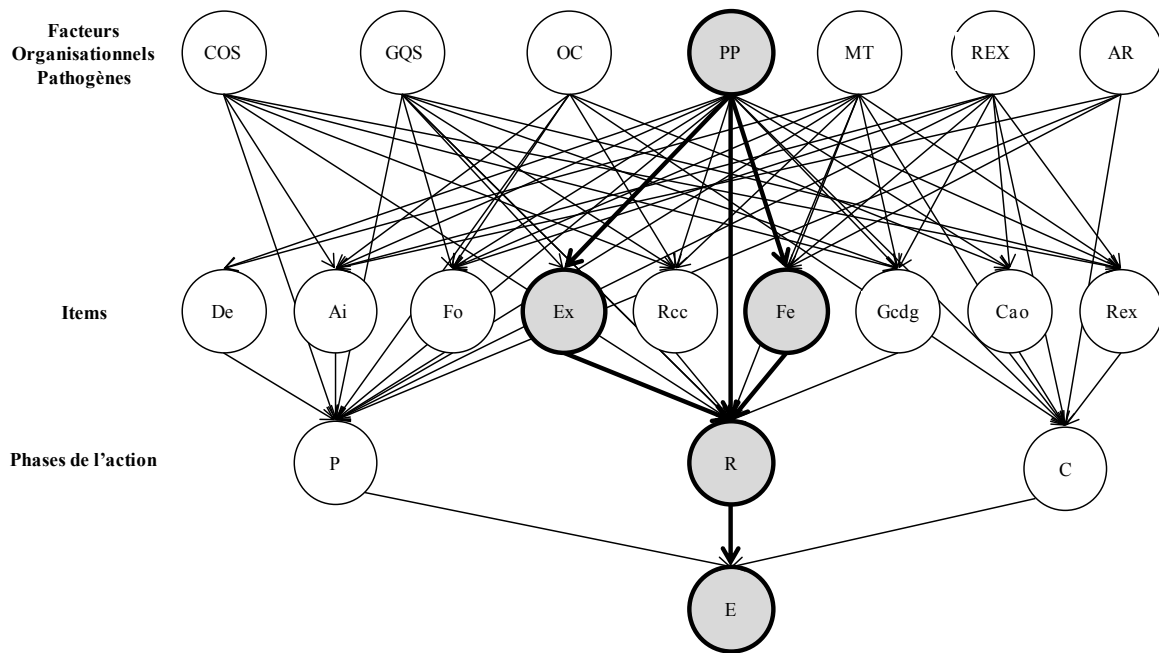 Facteurs
Organisationnels
Pathogènes
COS GQS OC PP MT REX AR
Items
De Ai Fo Ex Rcc Fe Gcdg Cao Rex
Phases de l’action
P R C
E